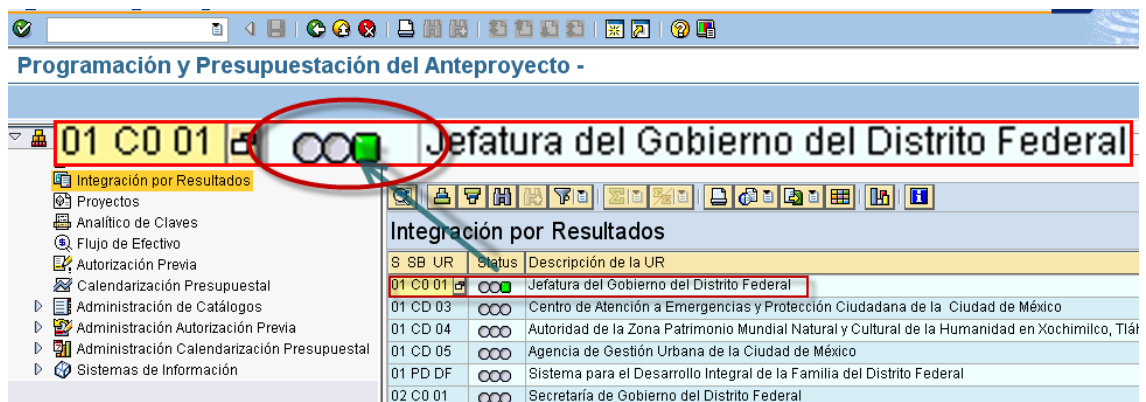 Programación y Presupuestación del Anteproyecto -
01 C0 01 Jefatura del Gobierno del Distrito Federal
Integración por Resultados
Proyectos
Analítico de Claves
Flujo de Efectivo
Autorización Previa
Calendarización Presupuestal
Administración de Catálogos
Administración Autorización Previa
Administración Calendarización Presupuestal
Sistemas de Información
Integración por Resultados
S SB UR Status Descripción de la UR
01 C0 01 Jefatura del Gobierno del Distrito Federal
01 CD 03 Centro de Atención a Emergencias y Protección Ciudadana de la Ciudad de México
01 CD 04 Autoridad de la Zona Patrimonio Mundial Natural y Cultural de la Humanidad en Xochimilco, Tláh
01 CD 05 Agencia de Gestión Urbana de la Ciudad de México
01 PD DF Sistema para el Desarrollo Integral de la Familia del Distrito Federal
02 C0 01 Secretaría de Gobierno del Distrito Federal